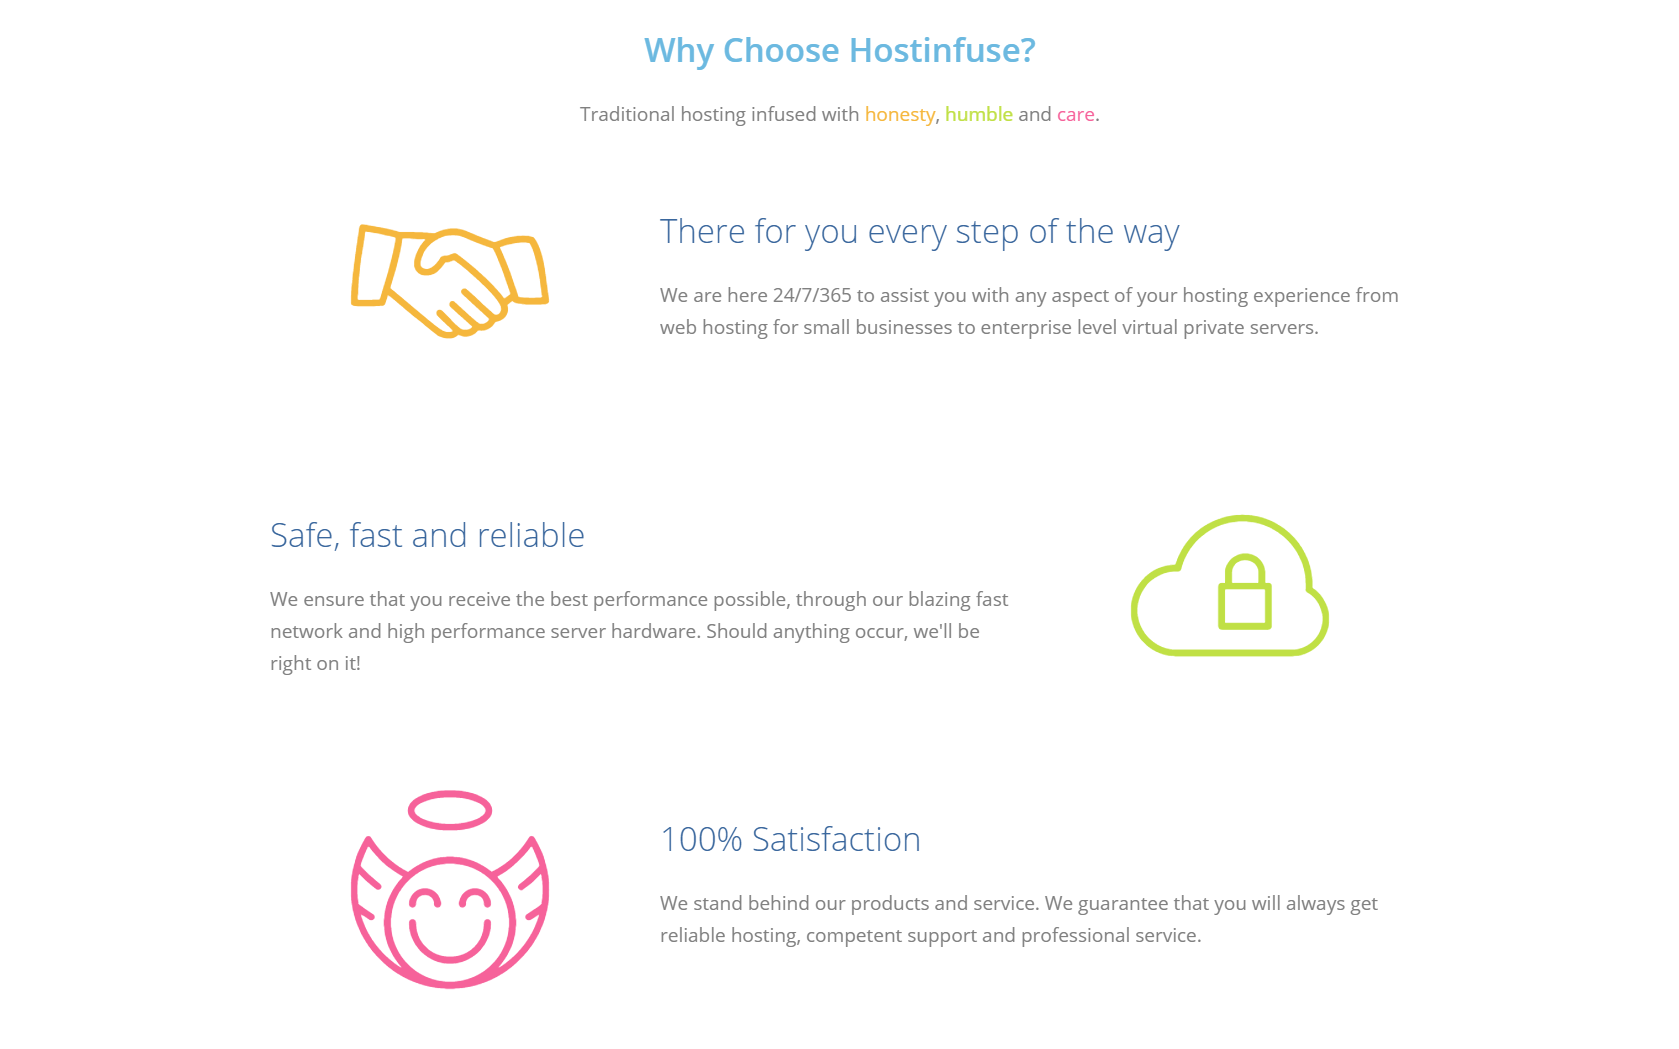 Why Choose Hostinfuse?
Traditional hosting infused with honesty, humble and care.
There for you every step of the way
We are here 24/7/365 to assist you with any aspect of your hosting experience from
web hosting for small businesses to enterprise level virtual private servers.
Safe, fast and reliable
We ensure that you receive the best performance possible, through our blazing fast
network and high performance server hardware. Should anything occur, we'll be
right on it!
100% Satisfaction
We stand behind our products and service. We guarantee that you will always get
reliable hosting, competent support and professional service.